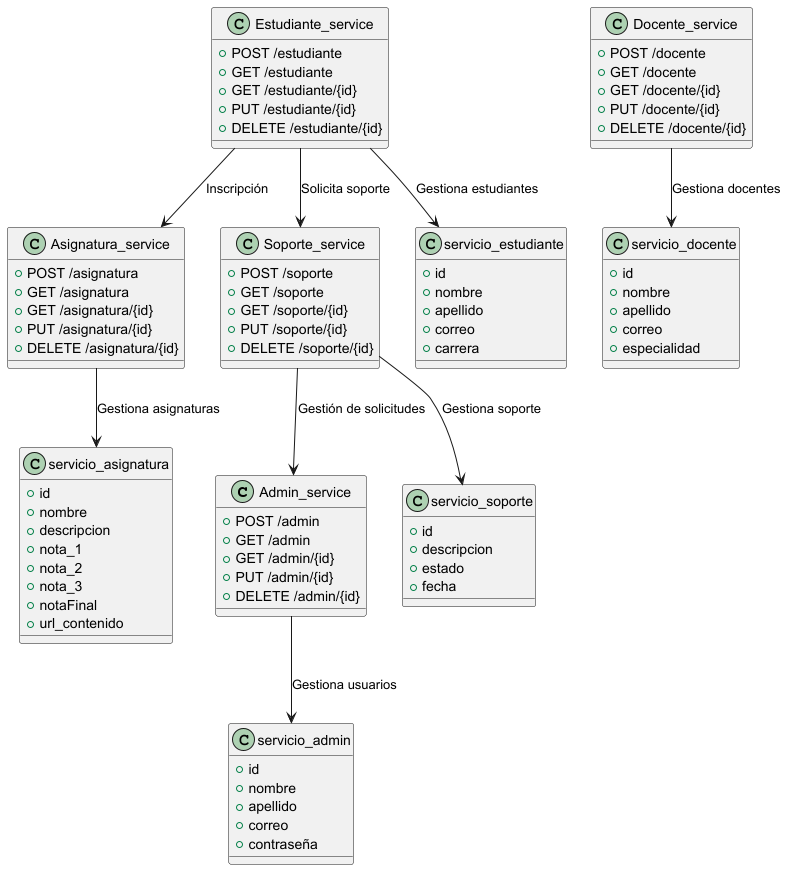 Estudiante_service
POST /estudiante
GET /estudiante
GET /estudiante/{id}
PUT /estudiante/{id}
DELETE /estudiante/{id}
Docente_service
POST /docente
GET /docente
GET /docente/{id}
PUT /docente/{id}
DELETE /docente/{id}
Inscripción
Solicita soporte
Gestiona estudiantes
Gestiona docentes
Asignatura_service
POST /asignatura
GET /asignatura
GET /asignatura/{id}
PUT /asignatura/{id}
DELETE /asignatura/{id}
Soporte_service
POST /soporte
GET /soporte
GET /soporte/{id}
PUT /soporte/{id}
DELETE /soporte/{id}
servicio_estudiante
id
nombre
apellido
correo
carrera
servicio_docente
id
nombre
apellido
correo
especialidad
Gestiona asignaturas
Gestión de solicitudes
Gestiona soporte
servicio_asignatura
id
nombre
descripcion
nota_1
nota_2
nota_3
notaFinal
url_contenido
Admin_service
POST /admin
GET /admin
GET /admin/{id}
PUT /admin/{id}
DELETE /admin/{id}
servicio_soporte
id
descripcion
estado
fecha
Gestiona usuarios
servicio_admin
id
nombre
apellido
correo
contraseña